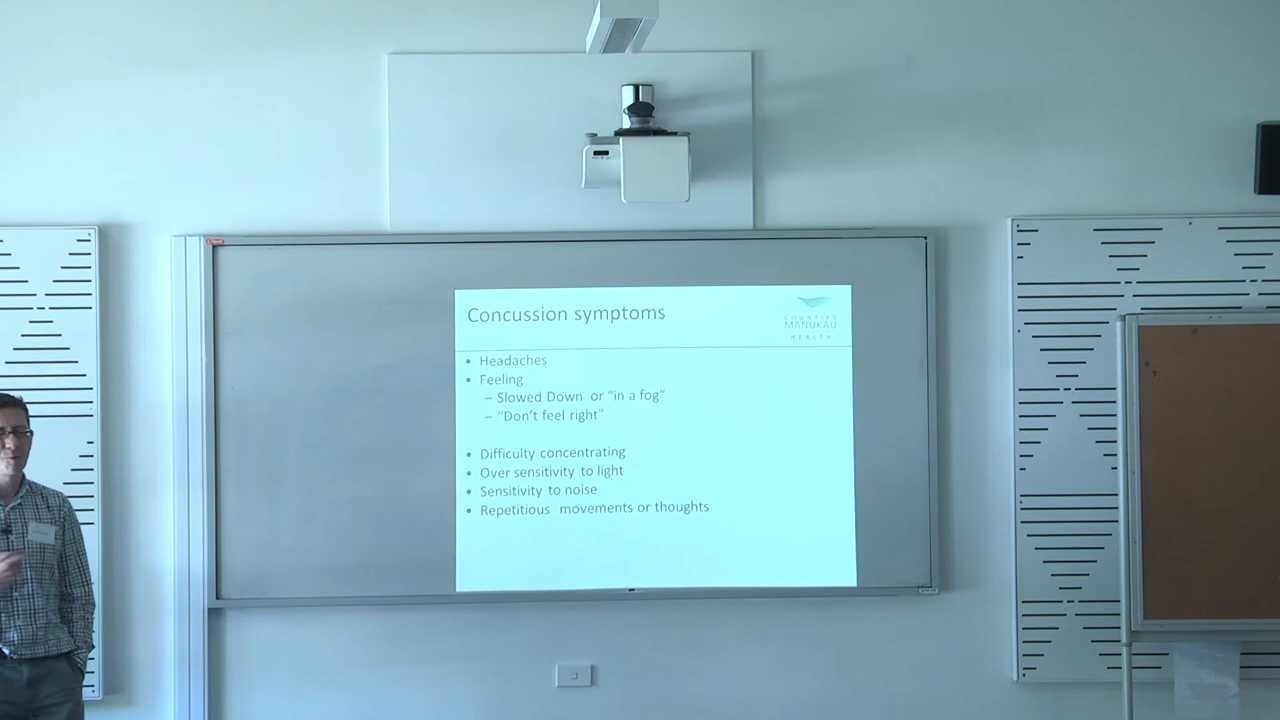 Concussion symptoms
COUNTIES
MANUKAU
HEALTH
• Headaches
• Feeling
– Slowed Down or “in a fog”
– “Don’t feel right”
• Difficulty concentrating
• Over sensitivity to light
• Sensitivity to noise
• Repetitious movements or thoughts